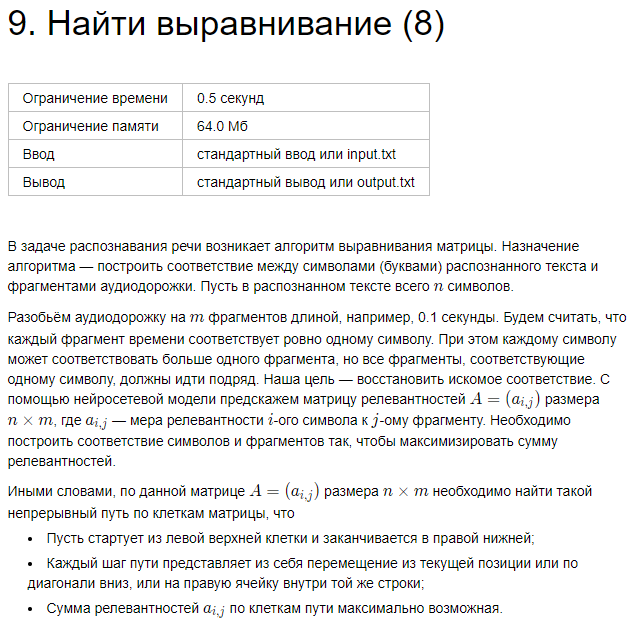 9. Найти выравнивание (8)
Ограничение времени 0.5 секунд
Ограничение памяти 64.0 Мб
Ввод стандартный ввод или input.txt
Вывод стандартный вывод или output.txt
В задаче распознавания речи возникает алгоритм выравнивания матрицы. Назначение
алгоритма — построить соответствие между символами (буквами) распознанного текста и
фрагментами аудиодорожки. Пусть в распознанном тексте всего n символов.
Разобьём аудиодорожку на m фрагментов длиной, например, 0.1 секунды. Будем считать, что
каждый фрагмент времени соответствует ровно одному символу. При этом каждому символу
может соответствовать больше одного фрагмента, но все фрагменты, соответствующие
одному символу, должны идти подряд. Наша цель — восстановить искомое соответствие. С
помощью нейросетевой модели предскажем матрицу релевантностей A = (a_{i,j}) размера
n × m, где a_{i,j} — мера релевантности i-ого символа к j-ому фрагменту. Необходимо
построить соответствие символов и фрагментов так, чтобы максимизировать сумму
релевантностей.
Иными словами, по данной матрице A = (a_{i,j}) размера n × m необходимо найти такой
непрерывный путь по клеткам матрицы, что
• Пусть стартует из левой верхней клетки и заканчивается в правой нижней;
• Каждый шаг пути представляет из себя перемещение из текущей позиции или по
диагонали вниз, или на правую ячейку внутри той же строки;
• Сумма релевантностей a_{i,j} по клеткам пути максимально возможная.